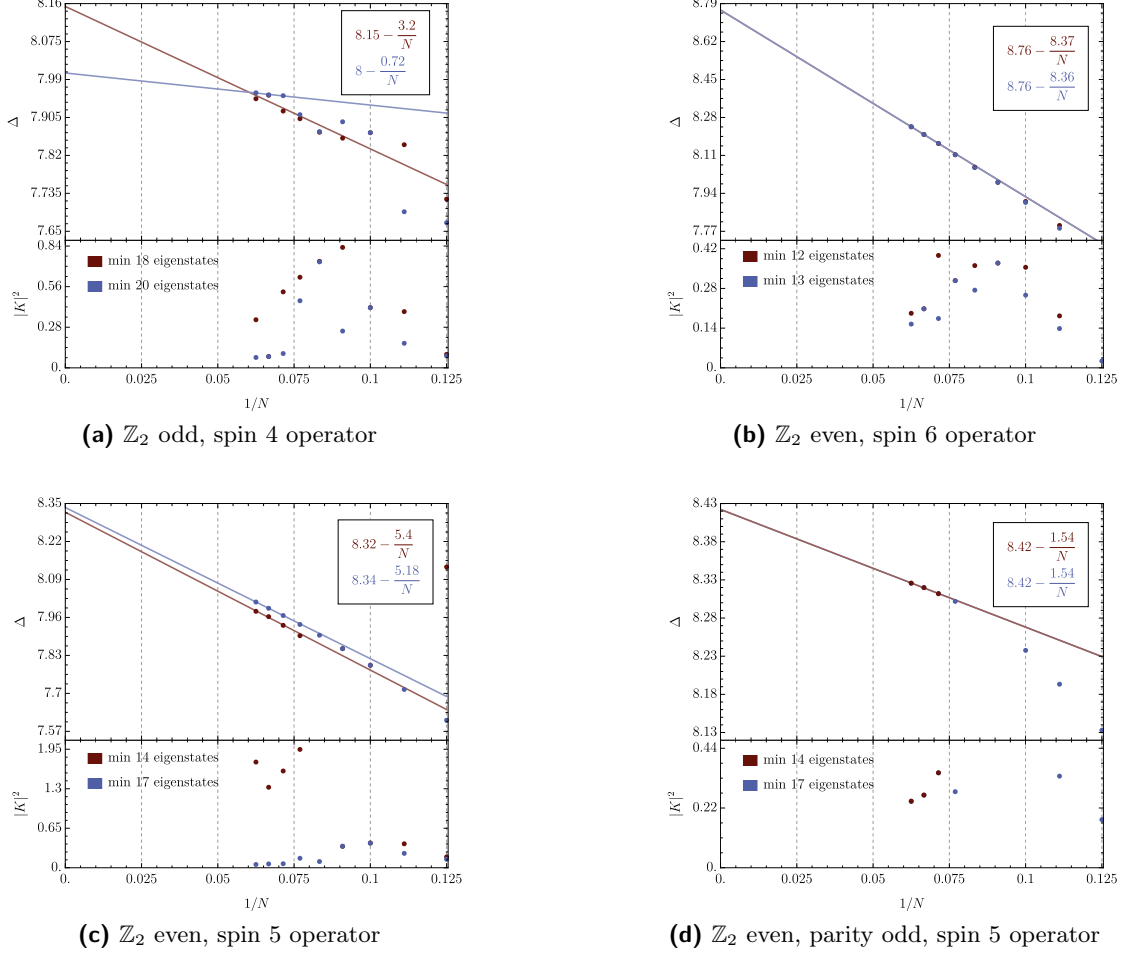 8.16
8.075
7.99
7.905
7.82
7.735
7.65
Δ
8.15 − 3.2/N
8 − 0.72/N
0.84
0.56
0.28
0.
|K|²
min 18 eigenstates
min 20 eigenstates
0. 0.025 0.05 0.075 0.1 0.125
1/N
(a) ℤ₂ odd, spin 4 operator
8.79
8.62
8.45
8.28
8.11
7.94
7.77
Δ
8.76 − 8.37/N
8.76 − 8.36/N
0.42
0.28
0.14
0.
|K|²
min 12 eigenstates
min 13 eigenstates
0. 0.025 0.05 0.075 0.1 0.125
1/N
(b) ℤ₂ even, spin 6 operator
8.35
8.22
8.09
7.96
7.83
7.7
7.57
Δ
8.32 − 5.4/N
8.34 − 5.18/N
1.95
1.3
0.65
0.
|K|²
min 14 eigenstates
min 17 eigenstates
0. 0.025 0.05 0.075 0.1 0.125
1/N
(c) ℤ₂ even, spin 5 operator
8.43
8.38
8.33
8.28
8.23
8.18
8.13
Δ
8.42 − 1.54/N
8.42 − 1.54/N
0.44
0.22
0.
|K|²
min 14 eigenstates
min 17 eigenstates
0. 0.025 0.05 0.075 0.1 0.125
1/N
(d) ℤ₂ even, parity odd, spin 5 operator